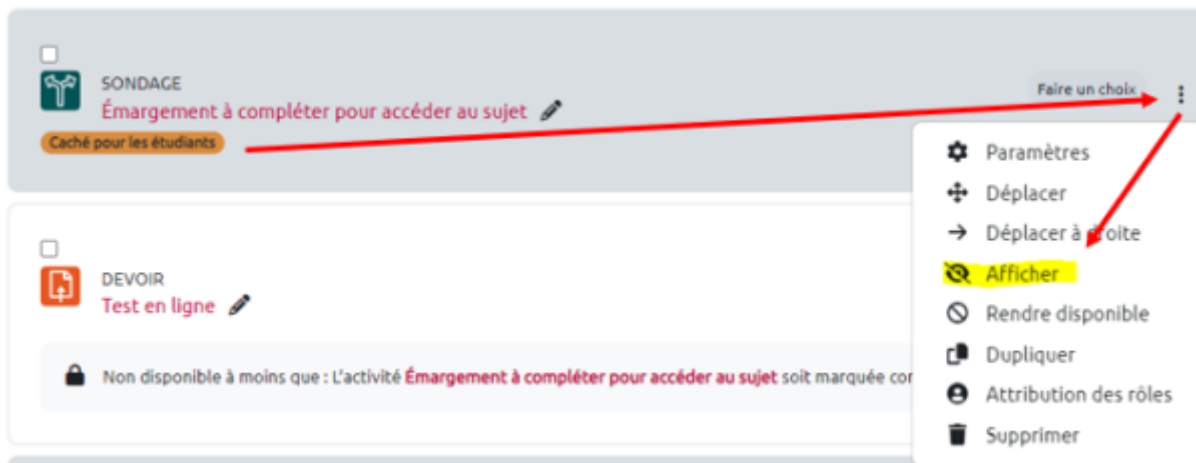 SONDAGE
Faire un choix
Émargement à compléter pour accéder au sujet
Caché pour les étudiants
Paramètres
Déplacer
Déplacer à droite
Afficher
Rendre disponible
Dupliquer
Attribution des rôles
Supprimer
DEVOIR
Test en ligne
Non disponible à moins que : L'activité Émargement à compléter pour accéder au sujet soit marquée